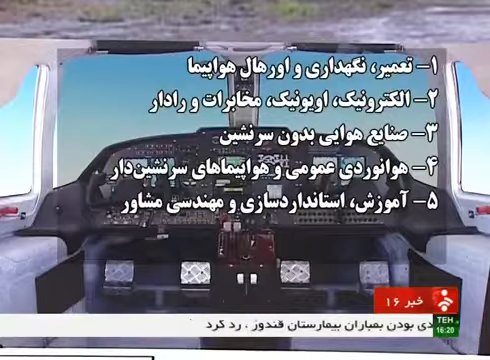 ۱- تعمیر، نگهداری و اورهال هواپیما
۲- الکترونیک، اویونیک، مخابرات و رادار
۳- صنایع هوایی بدون سرنشین
۴- هوانوردی عمومی و هواپیماهای سرنشین‌دار
۵- آموزش، استانداردسازی و مهندسی مشاور
خبر ۱۶
TEH
دی بودن بمباران بیمارستان قندوز ، رد کرد
16:20